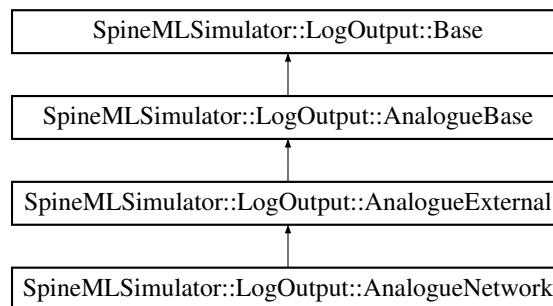 SpineMLSimulator::LogOutput::Base
SpineMLSimulator::LogOutput::AnalogueBase
SpineMLSimulator::LogOutput::AnalogueExternal
SpineMLSimulator::LogOutput::AnalogueNetwork